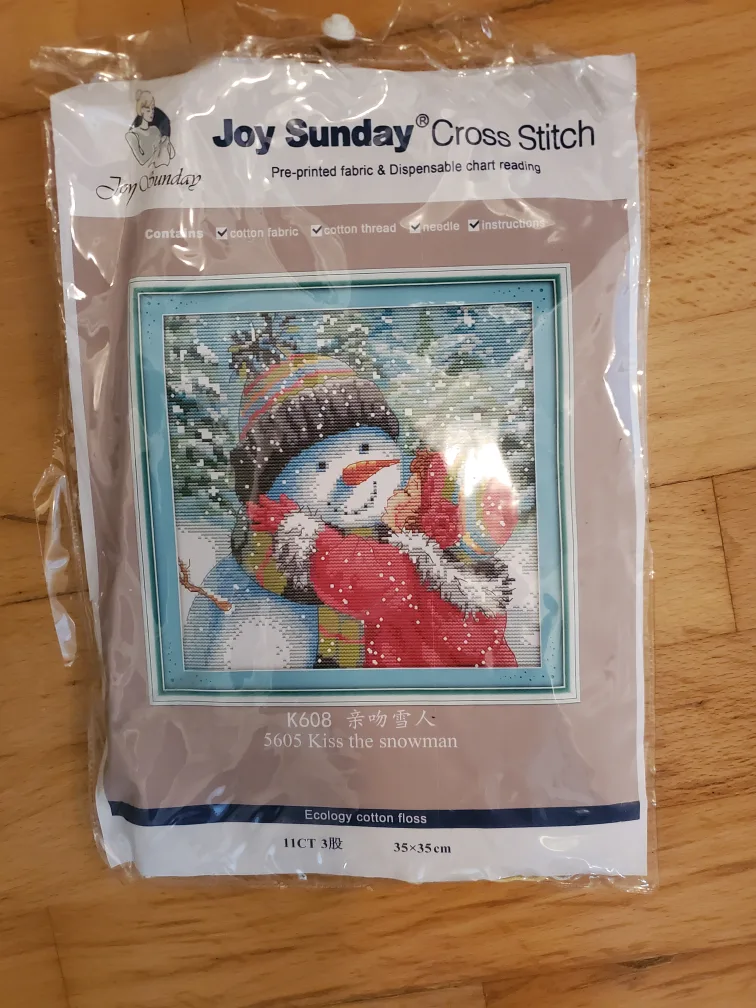 Joy Sunday® Cross Stitch
Joy Sunday
Pre-printed fabric & Dispensable chart reading
Contains ☑cotton fabric ☑cotton thread ☑needle ☑instructions
K608 亲吻雪人
5605 Kiss the snowman
Ecology cotton floss
11CT 3股 35×35cm